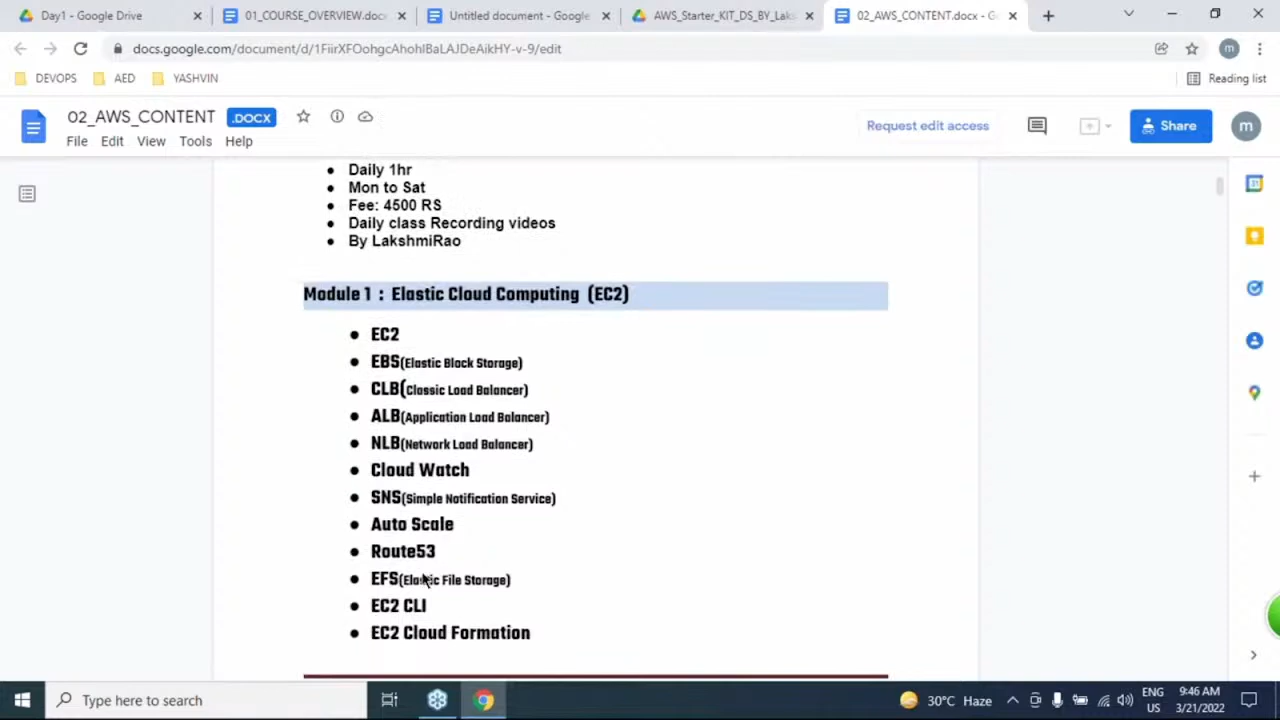 Day1 - Google Drive
01_COURSE_OVERVIEW.docx
Untitled document - Google
AWS_Starter_KIT_DS_BY_Laks
02_AWS_CONTENT.docx - G
docs.google.com/document/d/1FiirXFOohgcAhohIBaLAJDeAikHY-v-9/edit
m
DEVOPS
AED
YASHVIN
Reading list
02_AWS_CONTENT
.DOCX
Request edit access
Share
m
File Edit View Tools Help
• Daily 1hr
• Mon to Sat
• Fee: 4500 RS
• Daily class Recording videos
• By LakshmiRao
Module 1 : Elastic Cloud Computing (EC2)
• EC2
• EBS(Elastic Block Storage)
• CLB(Classic Load Balancer)
• ALB(Application Load Balancer)
• NLB(Network Load Balancer)
• Cloud Watch
• SNS(Simple Notification Service)
• Auto Scale
• Route53
• EFS(Elastic File Storage)
• EC2 CLI
• EC2 Cloud Formation
31
Type here to search
30°C Haze
ENG
US
9:46 AM
3/21/2022